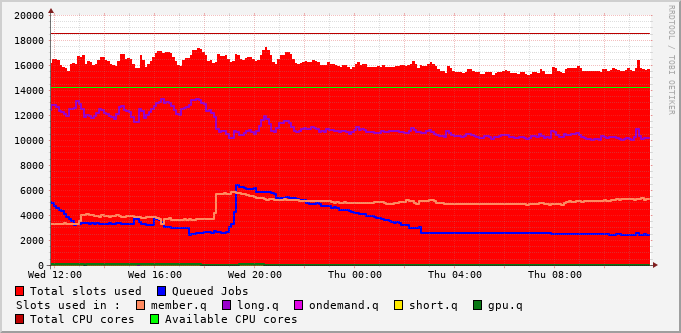 20000
18000
16000
14000
12000
10000
8000
6000
4000
2000
0
Wed 12:00 Wed 16:00 Wed 20:00 Thu 00:00 Thu 04:00 Thu 08:00
Total slots used Queued Jobs
Slots used in : member.q long.q ondemand.q short.q gpu.q
Total CPU cores Available CPU cores
RRDTOOL / TOBI OETIKER